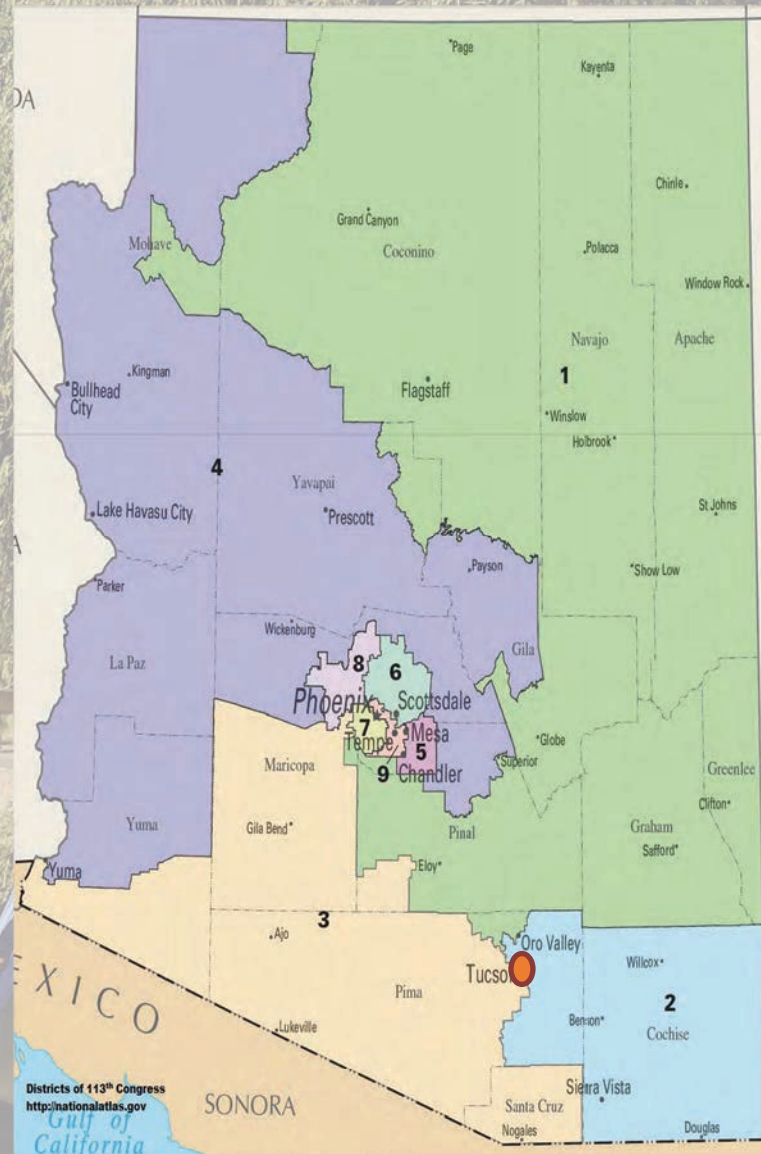 Page
Kayenta
DA
Chinle
Grand Canyon
Mohave
Coconino
Polacca
Window Rock
Navajo
Apache
Kingman
1
Bullhead
City
Flagstaff
Winslow
Holbrook
4
Yavapai
Lake Havasu City
Prescott
St Johns
A
Payson
Show Low
Parker
Wickenburg
Gila
La Paz
8
6
Phoenix
Scottsdale
7
Mesa
Tempe
5
9
Chandler
Globe
Superior
Maricopa
Greenlee
Clifton
Yuma
Gila Bend
Pinal
Graham
Safford
Eloy
Yuma
3
Ajo
Oro Valley
Tucson
Willcox
2
EXICO
Pima
Benson
Cochise
Lukeville
Districts of 113th Congress
http://nationalatlas.gov
SONORA
Sierra Vista
Santa Cruz
Gulf of
California
Nogales
Douglas